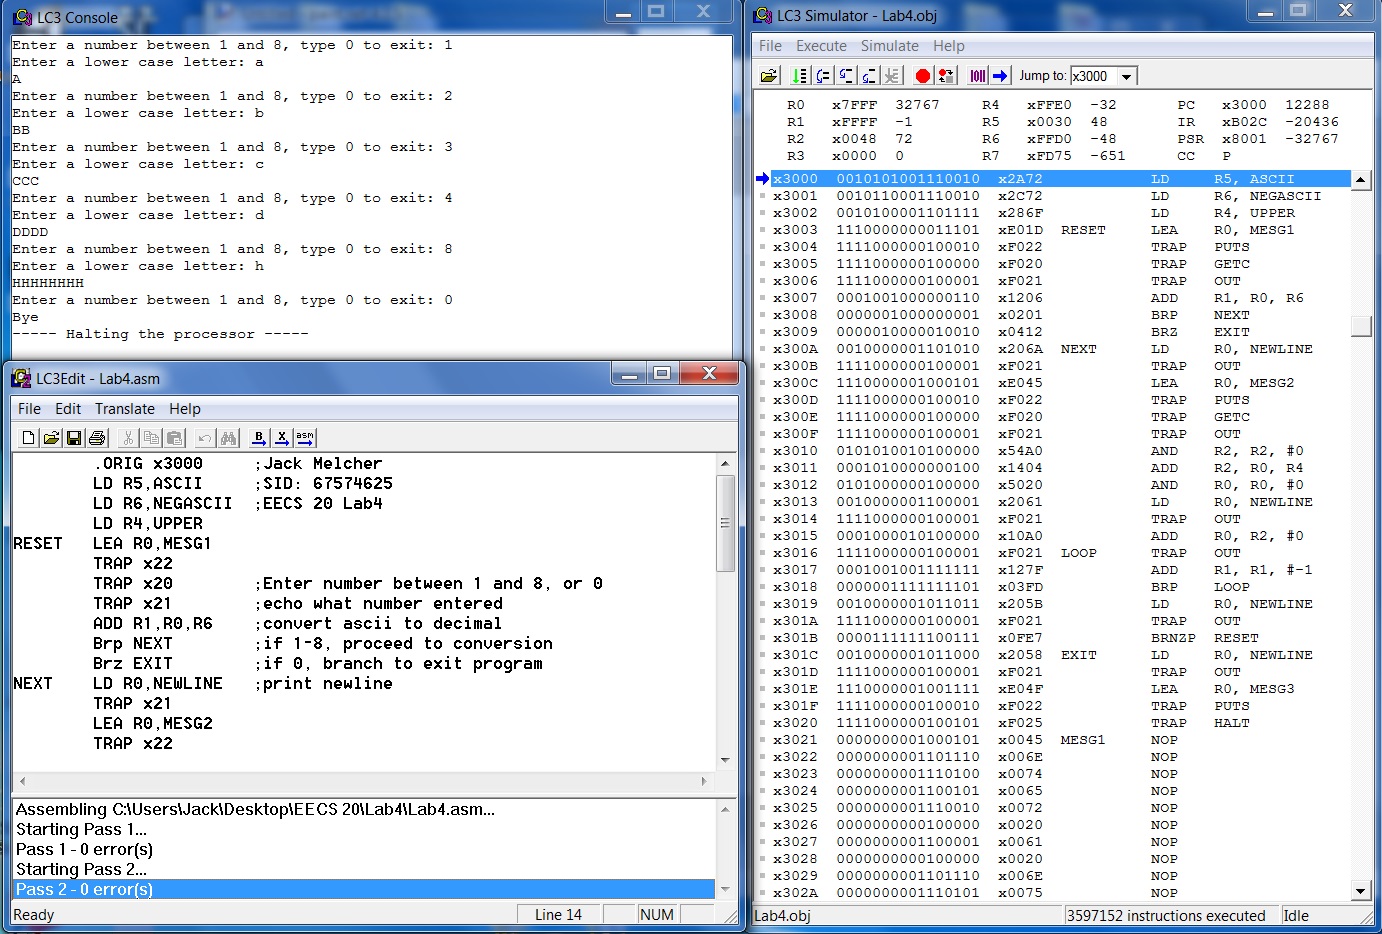 LC3 Console
Enter a number between 1 and 8, type 0 to exit: 1
Enter a lower case letter: a
A
Enter a number between 1 and 8, type 0 to exit: 2
Enter a lower case letter: b
BB
Enter a number between 1 and 8, type 0 to exit: 3
Enter a lower case letter: c
CCC
Enter a number between 1 and 8, type 0 to exit: 4
Enter a lower case letter: d
DDDD
Enter a number between 1 and 8, type 0 to exit: 8
Enter a lower case letter: h
HHHHHHHH
Enter a number between 1 and 8, type 0 to exit: 0
Bye
----- Halting the processor -----
LC3Edit - Lab4.asm
File Edit Translate Help
B X asm
.ORIG x3000 ;Jack Melcher
LD R5,ASCII ;SID: 67574625
LD R6,NEGASCII ;EECS 20 Lab4
LD R4,UPPER
RESET LEA R0,MESG1
TRAP x22
TRAP x20 ;Enter number between 1 and 8, or 0
TRAP x21 ;echo what number entered
ADD R1,R0,R6 ;convert ascii to decimal
Brp NEXT ;if 1-8, proceed to conversion
Brz EXIT ;if 0, branch to exit program
NEXT LD R0,NEWLINE ;print newline
TRAP x21
LEA R0,MESG2
TRAP x22
Assembling C:\Users\Jack\Desktop\EECS 20\Lab4\Lab4.asm...
Starting Pass 1...
Pass 1 - 0 error(s)
Starting Pass 2...
Pass 2 - 0 error(s)
Ready Line 14 NUM
LC3 Simulator - Lab4.obj
File Execute Simulate Help
Jump to: x3000
R0 x7FFF 32767 R4 xFFE0 -32 PC x3000 12288
R1 xFFFF -1 R5 x0030 48 IR xB02C -20436
R2 x0048 72 R6 xFFD0 -48 PSR x8001 -32767
R3 x0000 0 R7 xFD75 -651 CC P
x3000 0010101001110010 x2A72 LD R5, ASCII
x3001 0010110001110010 x2C72 LD R6, NEGASCII
x3002 0010100001101111 x286F LD R4, UPPER
x3003 1110000000011101 xE01D RESET LEA R0, MESG1
x3004 1111000000100010 xF022 TRAP PUTS
x3005 1111000000100000 xF020 TRAP GETC
x3006 1111000000100001 xF021 TRAP OUT
x3007 0001001000000110 x1206 ADD R1, R0, R6
x3008 0000001000000001 x0201 BRP NEXT
x3009 0000010000010010 x0412 BRZ EXIT
x300A 0010000001101010 x206A NEXT LD R0, NEWLINE
x300B 1111000000100001 xF021 TRAP OUT
x300C 1110000001000101 xE045 LEA R0, MESG2
x300D 1111000000100010 xF022 TRAP PUTS
x300E 1111000000100000 xF020 TRAP GETC
x300F 1111000000100001 xF021 TRAP OUT
x3010 0101010010100000 x54A0 AND R2, R2, #0
x3011 0001010000000100 x1404 ADD R2, R0, R4
x3012 0101000000100000 x5020 AND R0, R0, #0
x3013 0010000001100001 x2061 LD R0, NEWLINE
x3014 1111000000100001 xF021 TRAP OUT
x3015 0001000010100000 x10A0 ADD R0, R2, #0
x3016 1111000000100001 xF021 LOOP TRAP OUT
x3017 0001001001111111 x127F ADD R1, R1, #-1
x3018 0000001111111101 x03FD BRP LOOP
x3019 0010000001011011 x205B LD R0, NEWLINE
x301A 1111000000100001 xF021 TRAP OUT
x301B 0000111111100111 x0FE7 BRNZP RESET
x301C 0010000001011000 x2058 EXIT LD R0, NEWLINE
x301D 1111000000100001 xF021 TRAP OUT
x301E 1110000001001111 xE04F LEA R0, MESG3
x301F 1111000000100010 xF022 TRAP PUTS
x3020 1111000000100101 xF025 TRAP HALT
x3021 0000000001000101 x0045 MESG1 NOP
x3022 0000000001101110 x006E NOP
x3023 0000000001110100 x0074 NOP
x3024 0000000001100101 x0065 NOP
x3025 0000000001110010 x0072 NOP
x3026 0000000000100000 x0020 NOP
x3027 0000000001100001 x0061 NOP
x3028 0000000000100000 x0020 NOP
x3029 0000000001101110 x006E NOP
x302A 0000000001110101 x0075 NOP
Lab4.obj 3597152 instructions executed Idle